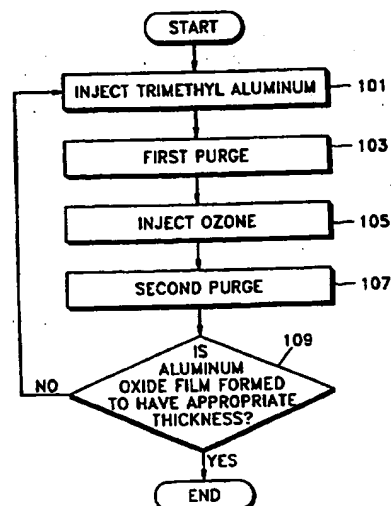 START
INJECT TRIMETHYL ALUMINUM
101
FIRST PURGE
103
INJECT OZONE
105
SECOND PURGE
107
109
IS
ALUMINUM
OXIDE FILM FORMED
TO HAVE APPROPRIATE
THICKNESS?
NO
YES
END